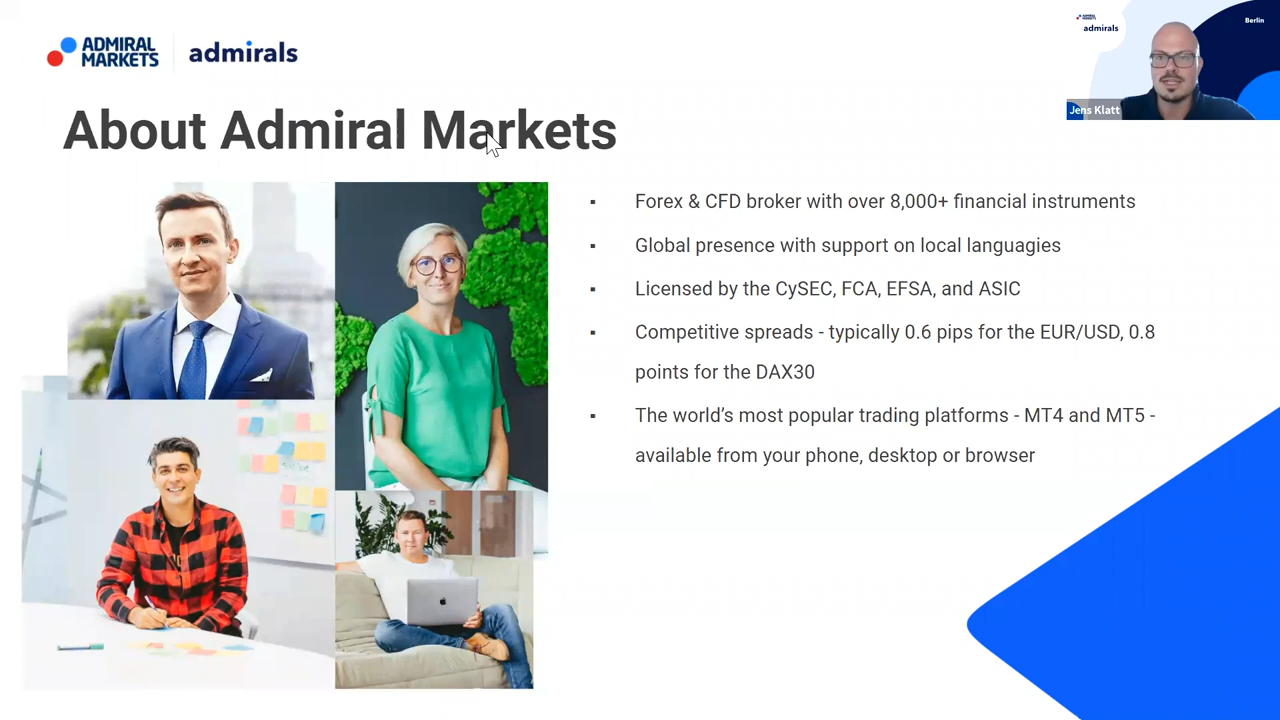 ADMIRAL
MARKETS
admirals
ADMIRAL
MARKETS
admirals
Berlin
Jens Klatt
About Admiral Markets
▪ Forex & CFD broker with over 8,000+ financial instruments
▪ Global presence with support on local languagies
▪ Licensed by the CySEC, FCA, EFSA, and ASIC
▪ Competitive spreads - typically 0.6 pips for the EUR/USD, 0.8
points for the DAX30
▪ The world’s most popular trading platforms - MT4 and MT5 -
available from your phone, desktop or browser